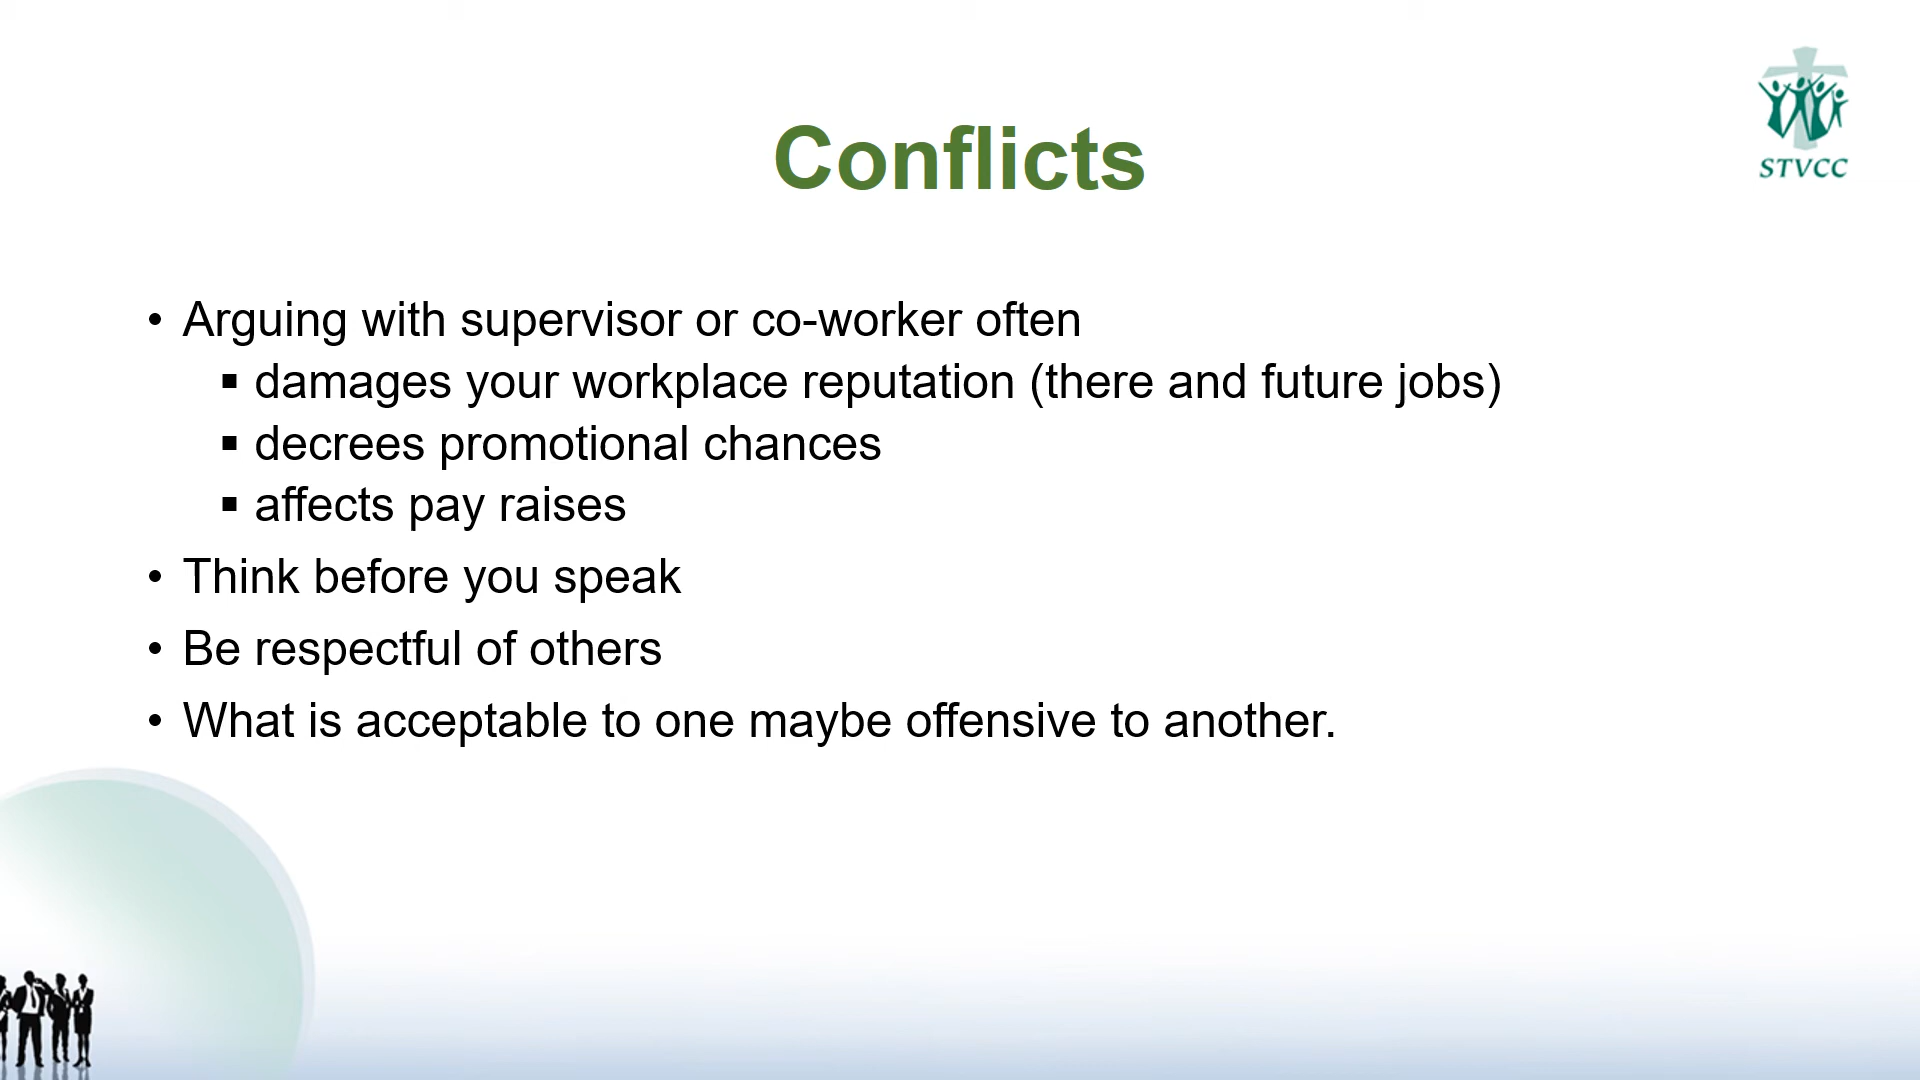 STVCC
Conflicts
• Arguing with supervisor or co-worker often
▪ damages your workplace reputation (there and future jobs)
▪ decrees promotional chances
▪ affects pay raises
• Think before you speak
• Be respectful of others
• What is acceptable to one maybe offensive to another.